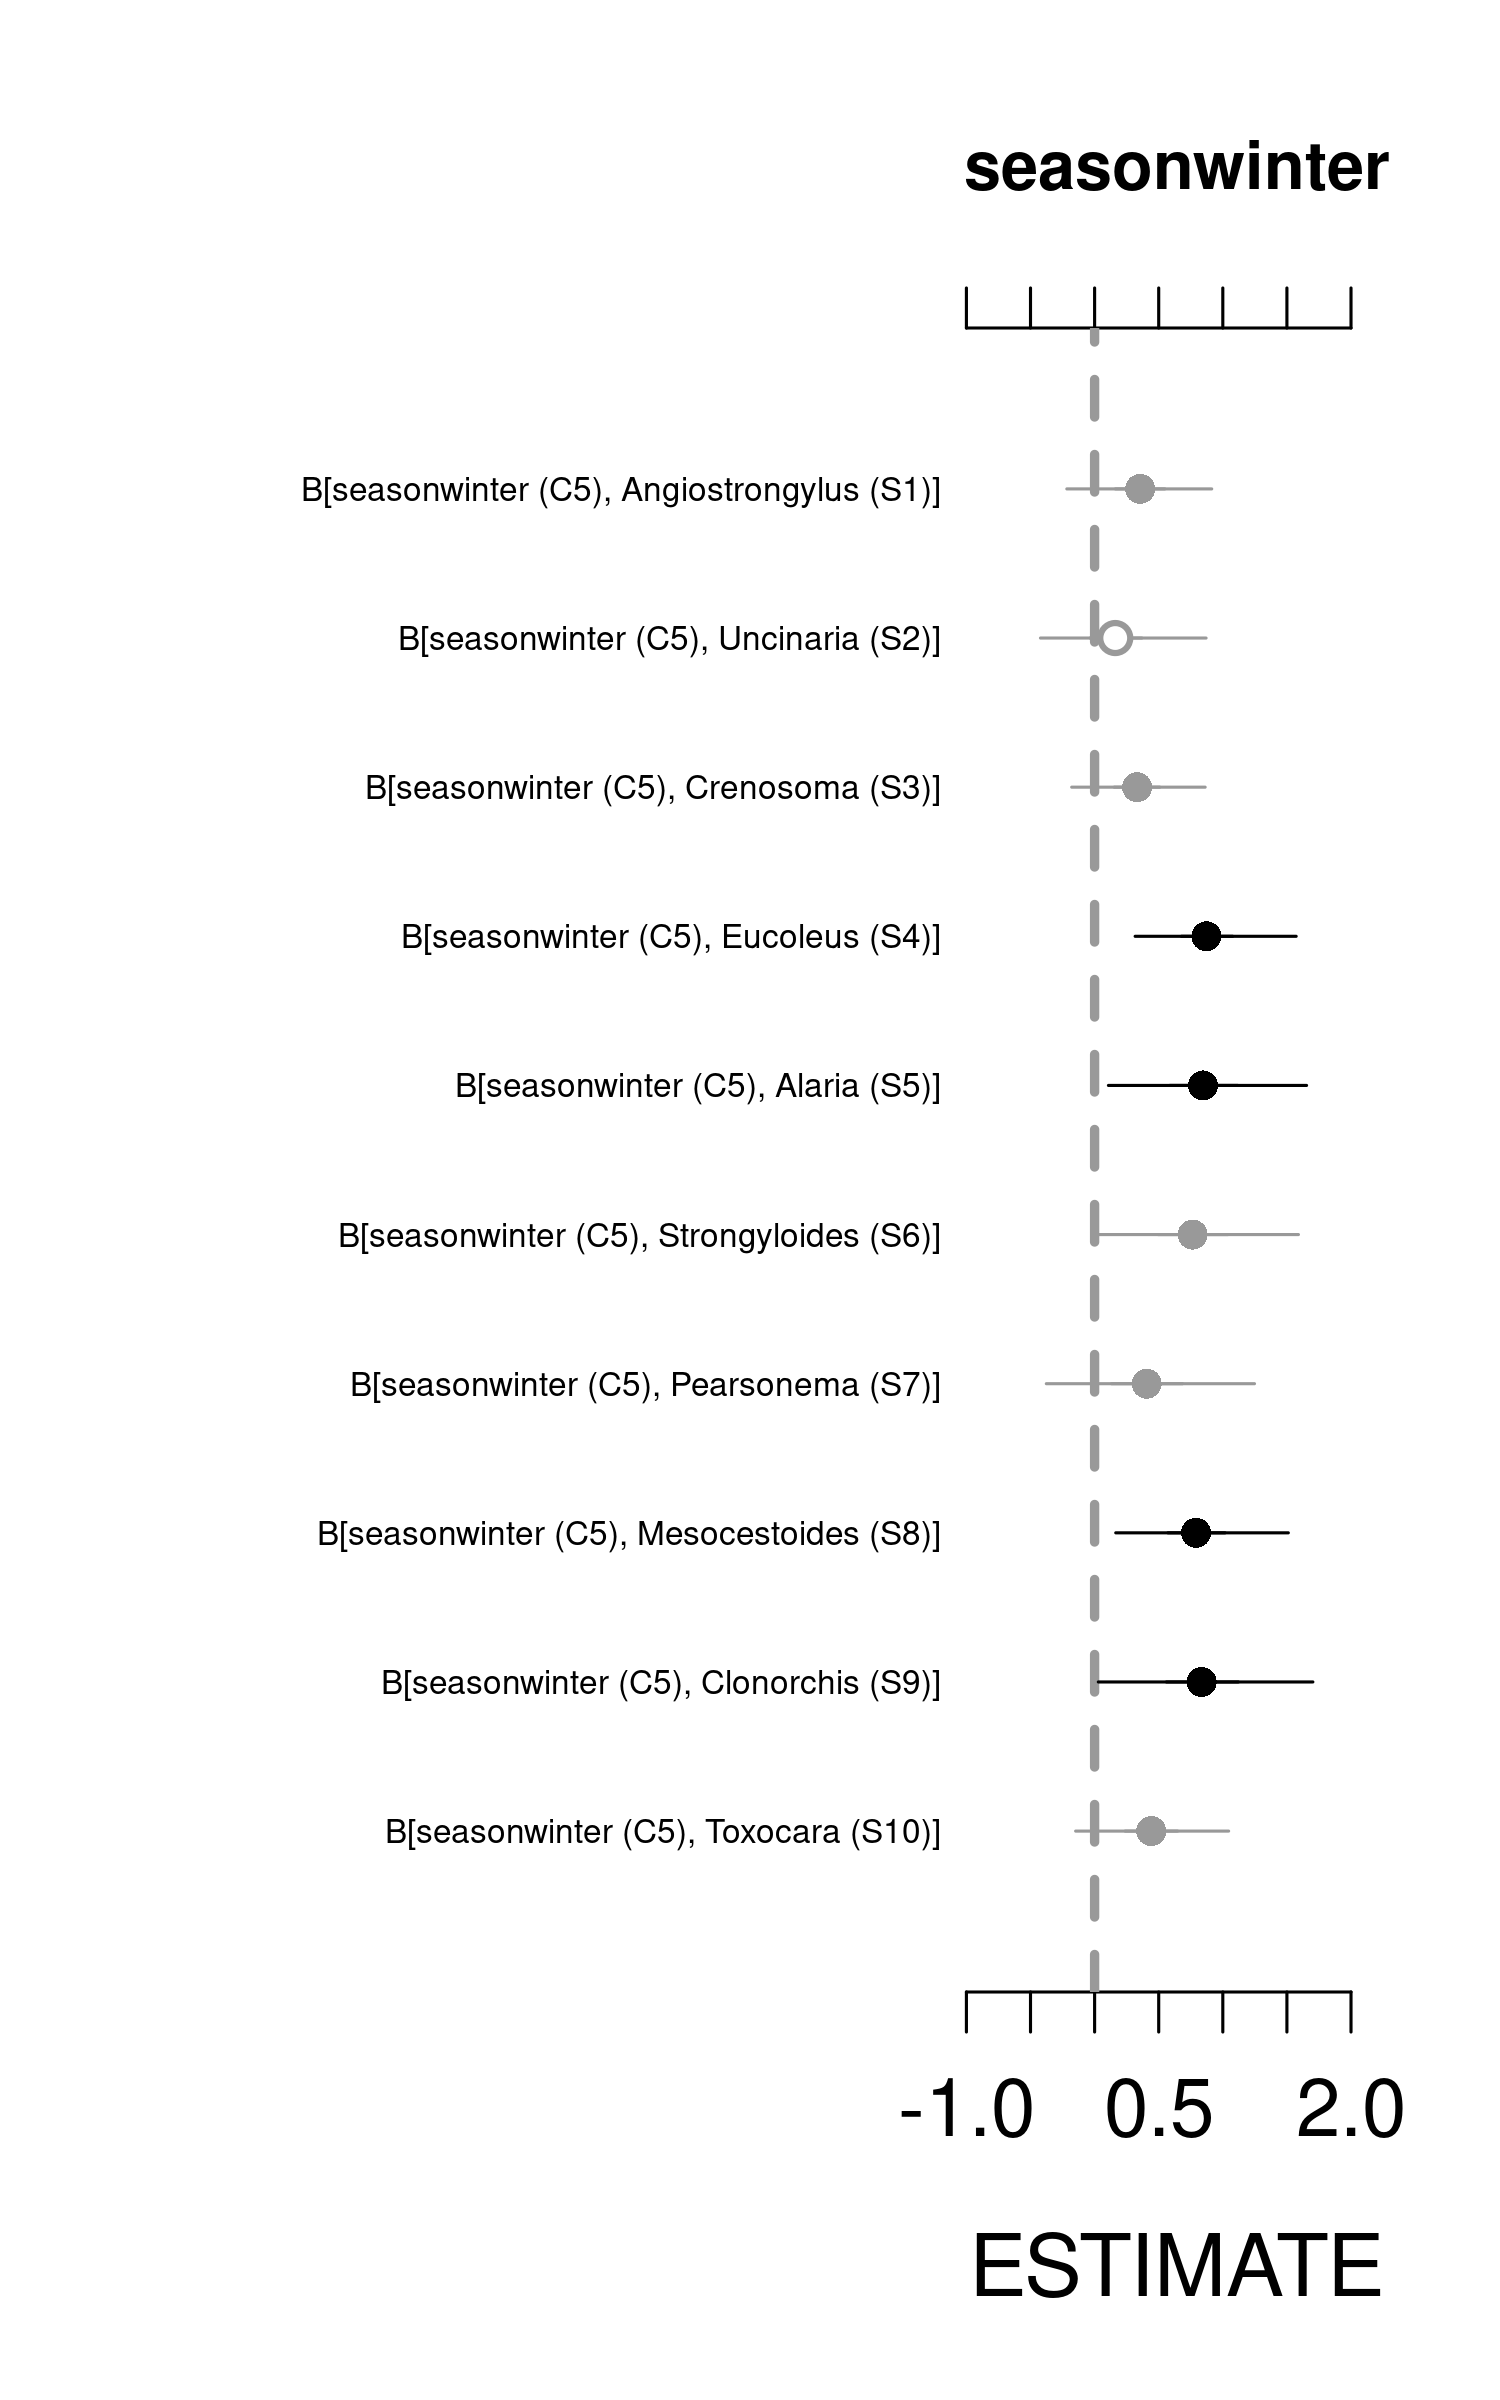 seasonwinter
B[seasonwinter (C5), Angiostrongylus (S1)]
B[seasonwinter (C5), Uncinaria (S2)]
B[seasonwinter (C5), Crenosoma (S3)]
B[seasonwinter (C5), Eucoleus (S4)]
B[seasonwinter (C5), Alaria (S5)]
B[seasonwinter (C5), Strongyloides (S6)]
B[seasonwinter (C5), Pearsonema (S7)]
B[seasonwinter (C5), Mesocestoides (S8)]
B[seasonwinter (C5), Clonorchis (S9)]
B[seasonwinter (C5), Toxocara (S10)]
-1.0 0.5 2.0
ESTIMATE